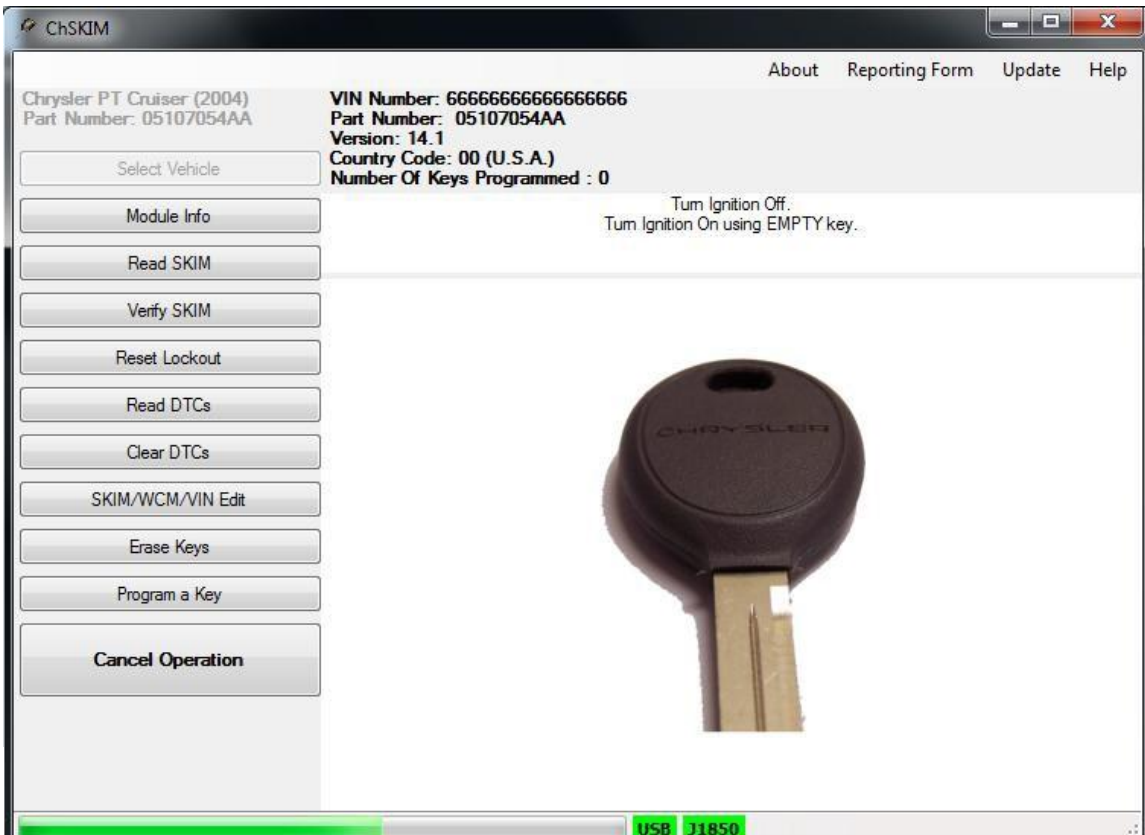 ChSKIM
About Reporting Form Update Help
Chrysler PT Cruiser (2004)
Part Number: 05107054AA
VIN Number: 66666666666666666
Part Number: 05107054AA
Version: 14.1
Country Code: 00 (U.S.A.)
Number Of Keys Programmed : 0
Select Vehicle
Module Info
Read SKIM
Verify SKIM
Reset Lockout
Read DTCs
Clear DTCs
SKIM/WCM/VIN Edit
Erase Keys
Program a Key
Cancel Operation
Turn Ignition Off.
Turn Ignition On using EMPTY key.
CHRYSLER
USB J1850